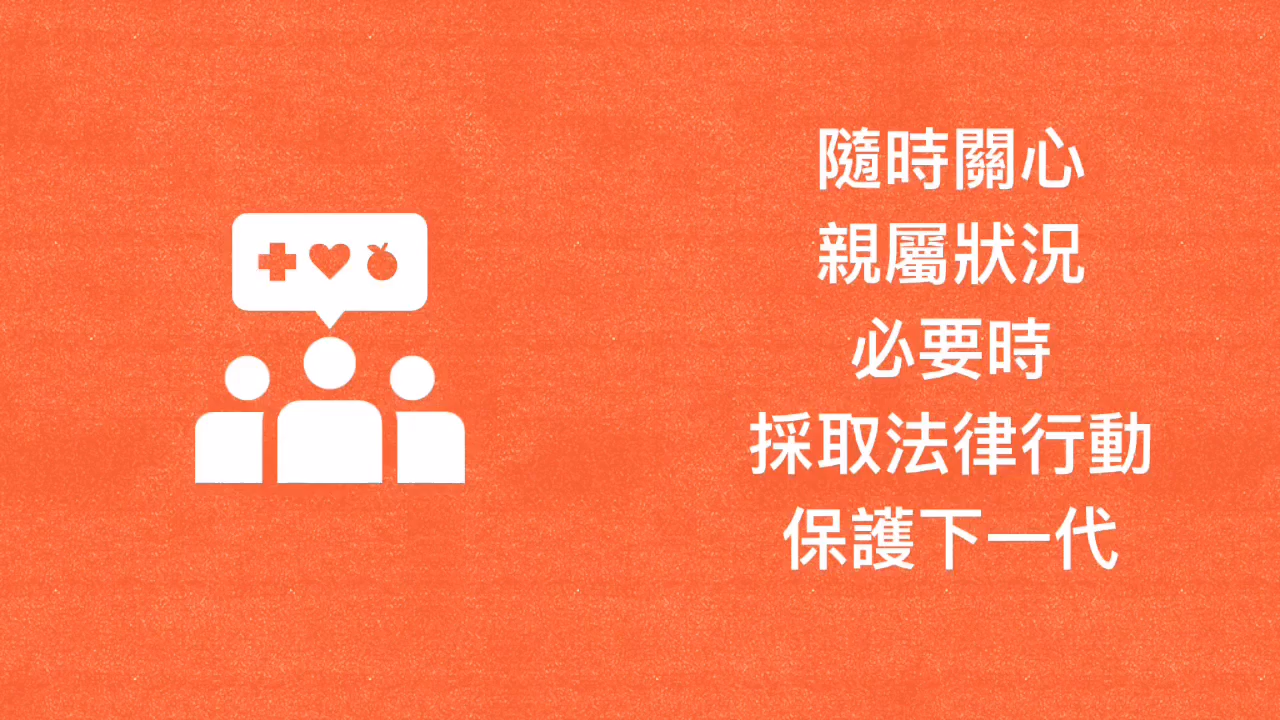 隨時關心
親屬狀況
必要時
採取法律行動
保護下一代